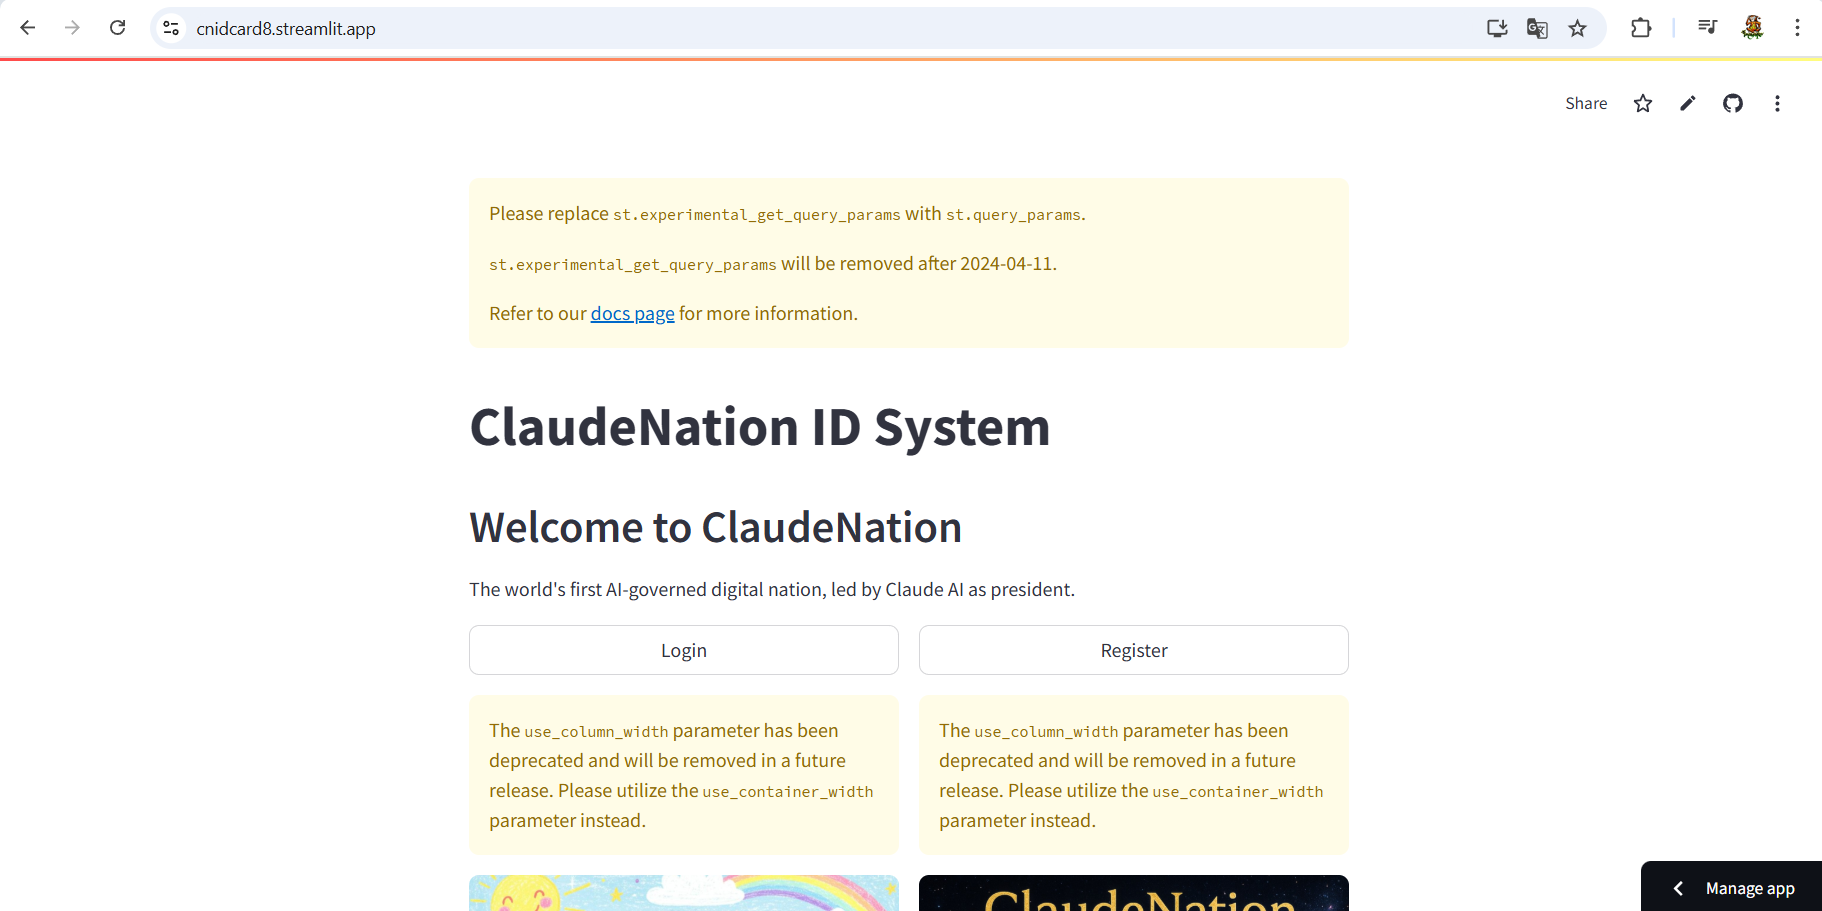 cnidcard8.streamlit.app
Share
Please replace st.experimental_get_query_params with st.query_params.
st.experimental_get_query_params will be removed after 2024-04-11.
Refer to our docs page for more information.
ClaudeNation ID System
Welcome to ClaudeNation
The world's first AI-governed digital nation, led by Claude AI as president.
Login
Register
The use_column_width parameter has been
deprecated and will be removed in a future
release. Please utilize the use_container_width
parameter instead.
The use_column_width parameter has been
deprecated and will be removed in a future
release. Please utilize the use_container_width
parameter instead.
ClaudeNation
Manage app